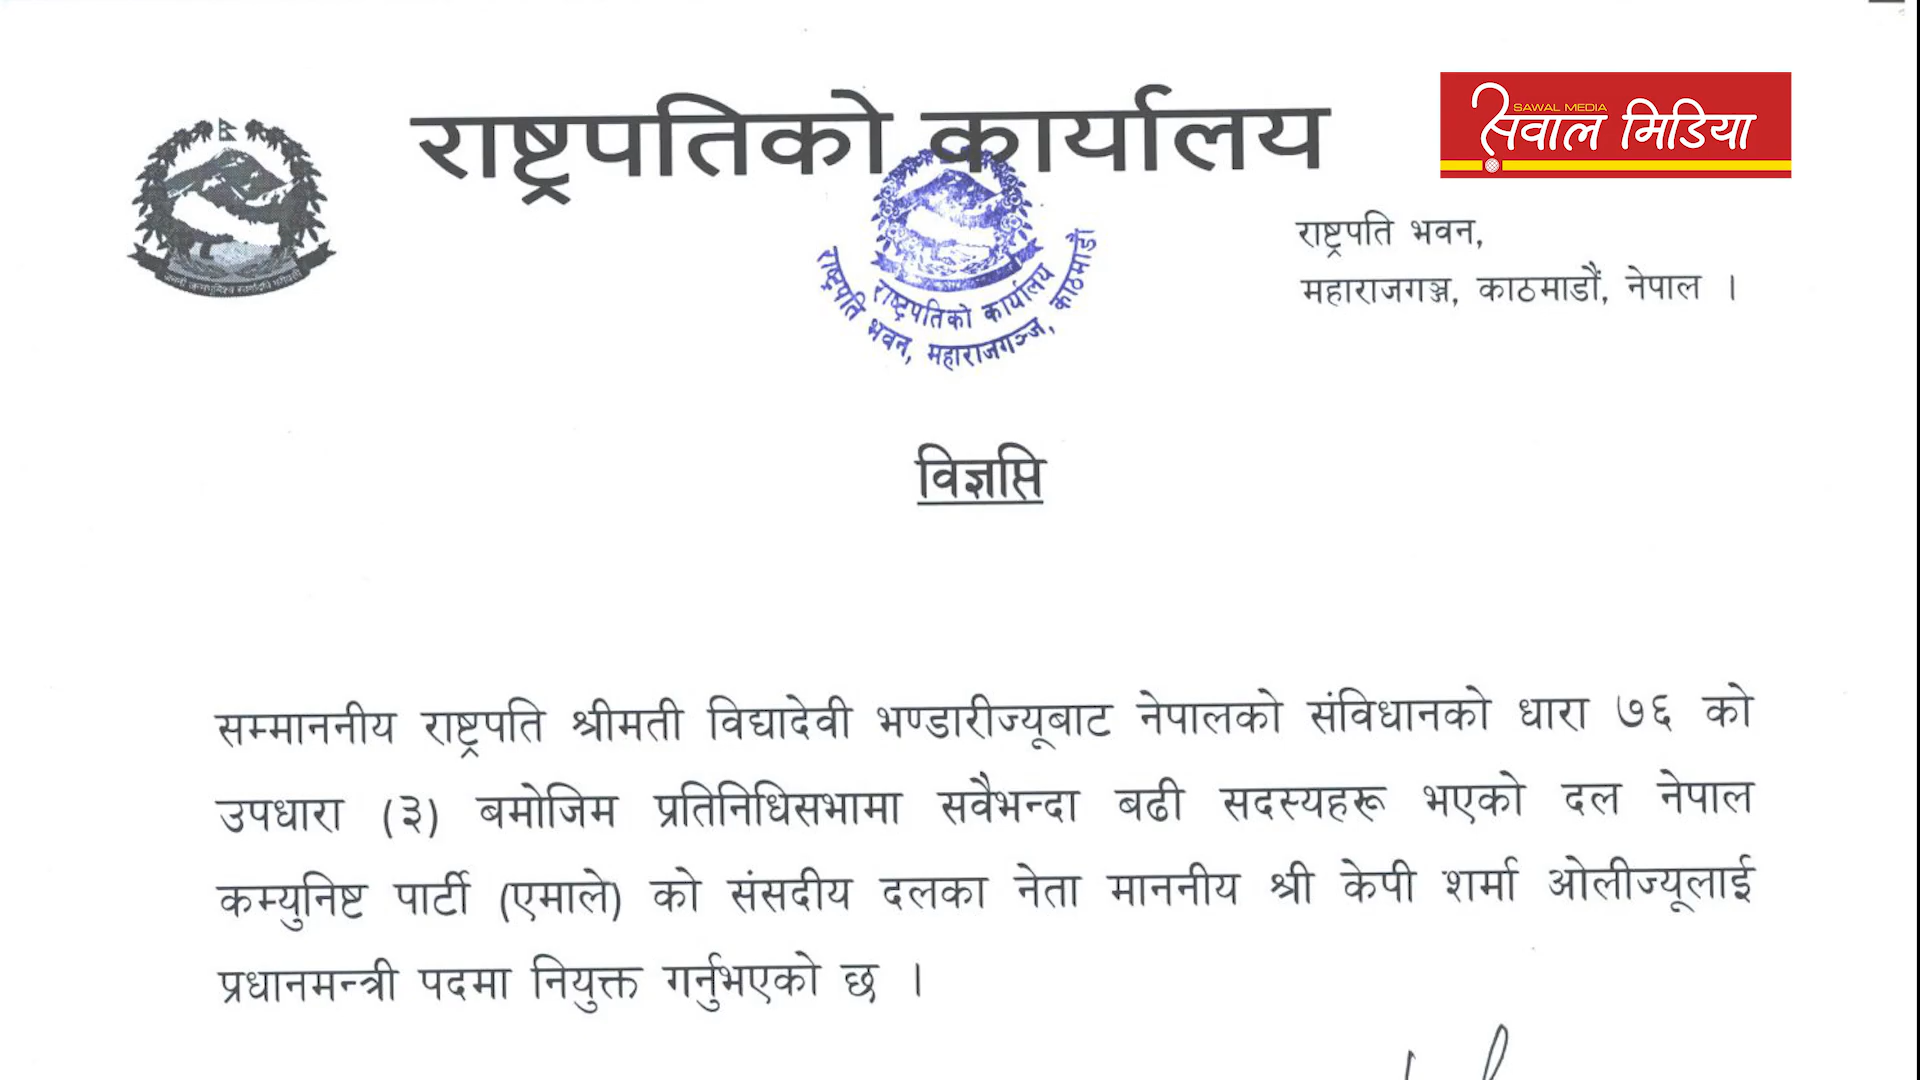 राष्ट्रपतिको कार्यालय
SAWAL MEDIA
सवाल मिडिया
राष्ट्रपतिको कार्यालय
राष्ट्रपति भवन, महाराजगञ्ज, काठमाडौं
राष्ट्रपति भवन,
महाराजगञ्ज, काठमाडौं, नेपाल ।
विज्ञप्ति
सम्माननीय राष्ट्रपति श्रीमती विद्यादेवी भण्डारीज्यूबाट नेपालको संविधानको धारा ७६ को
उपधारा (३) बमोजिम प्रतिनिधिसभामा सवैभन्दा बढी सदस्यहरू भएको दल नेपाल
कम्युनिष्ट पार्टी (एमाले) को संसदीय दलका नेता माननीय श्री केपी शर्मा ओलीज्यूलाई
प्रधानमन्त्री पदमा नियुक्त गर्नुभएको छ ।